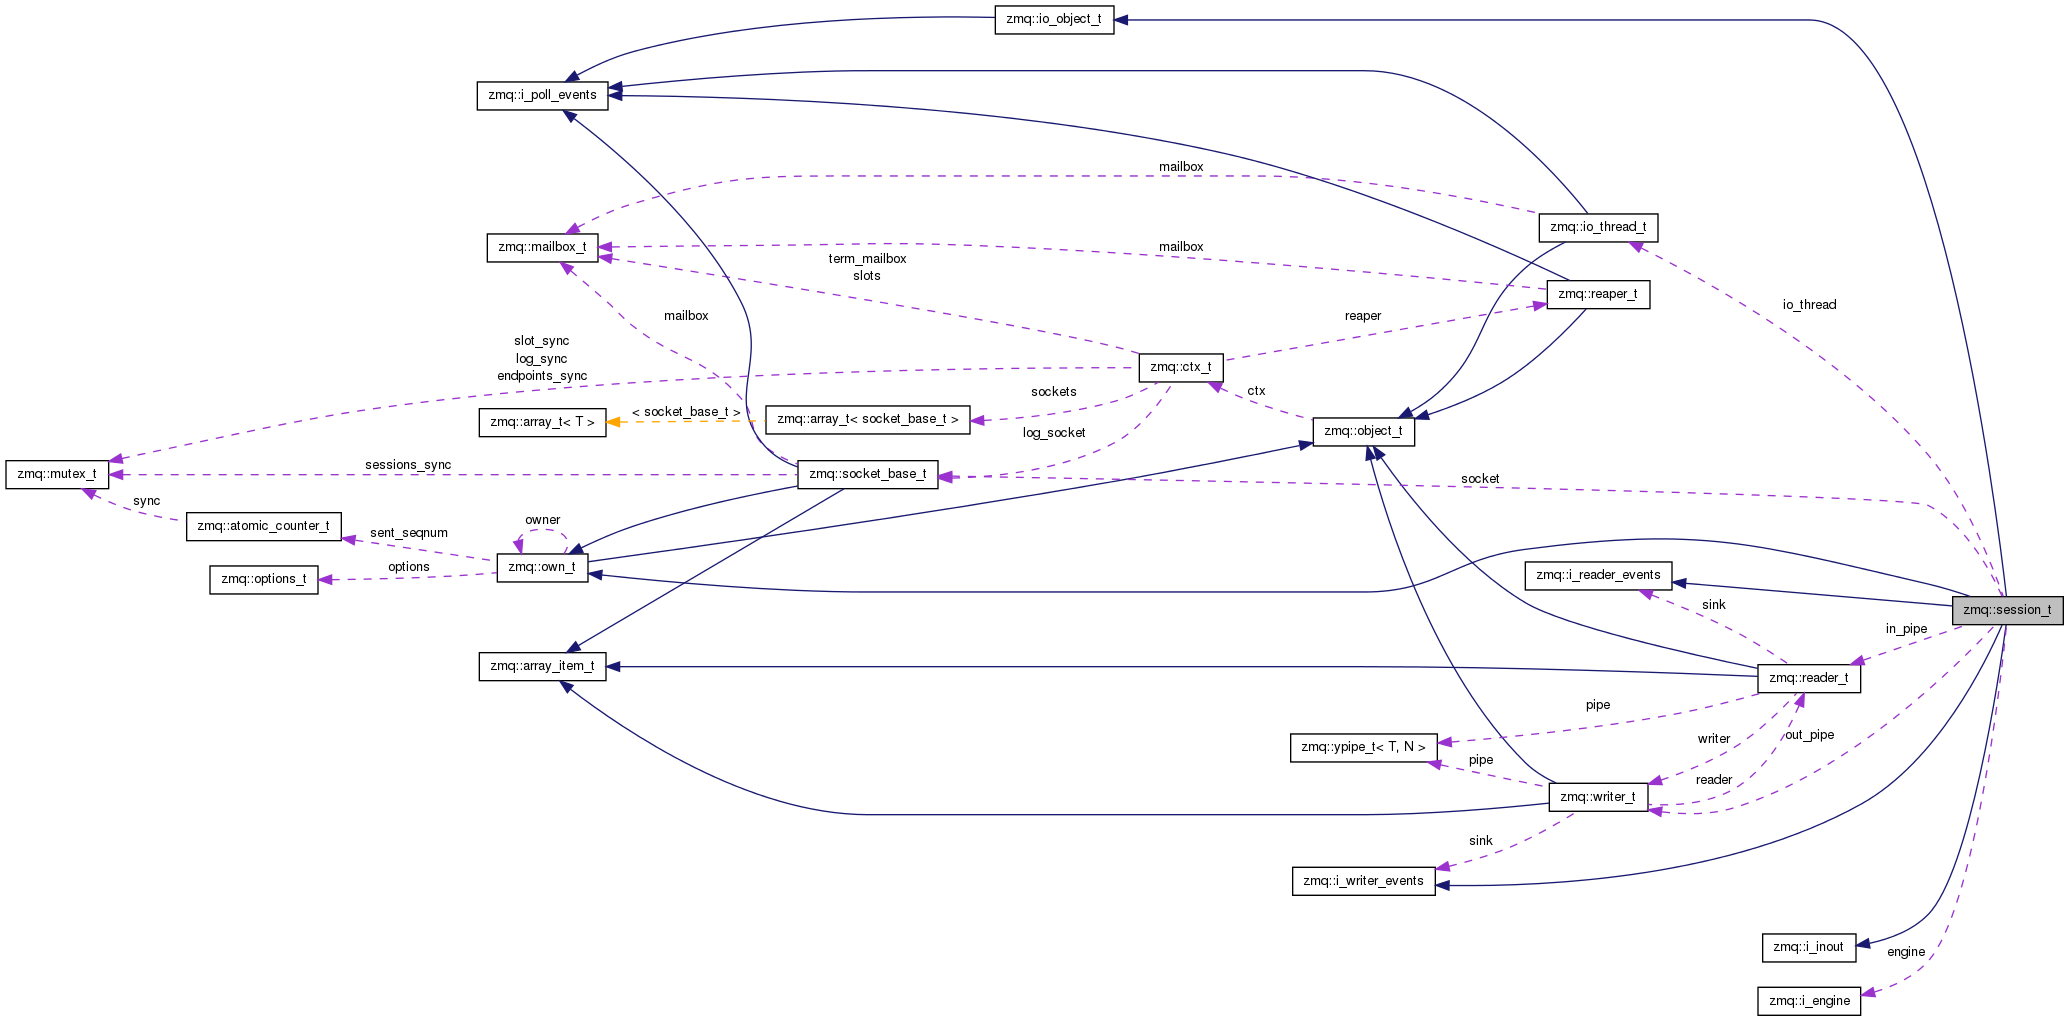 zmq::io_object_t
zmq::i_poll_events
mailbox
zmq::io_thread_t
zmq::mailbox_t
mailbox
term_mailbox
slots
zmq::reaper_t
io_thread
mailbox
reaper
slot_sync
log_sync
endpoints_sync
zmq::ctx_t
sockets
ctx
zmq::array_t< T >
< socket_base_t >
zmq::array_t< socket_base_t >
log_socket
zmq::object_t
zmq::mutex_t
sessions_sync
zmq::socket_base_t
socket
sync
zmq::atomic_counter_t
sent_seqnum
owner
options
zmq::options_t
zmq::own_t
zmq::i_reader_events
sink
zmq::session_t
in_pipe
zmq::array_item_t
zmq::reader_t
pipe
zmq::ypipe_t< T, N >
writer
out_pipe
pipe
reader
zmq::writer_t
sink
zmq::i_writer_events
zmq::i_inout
engine
zmq::i_engine